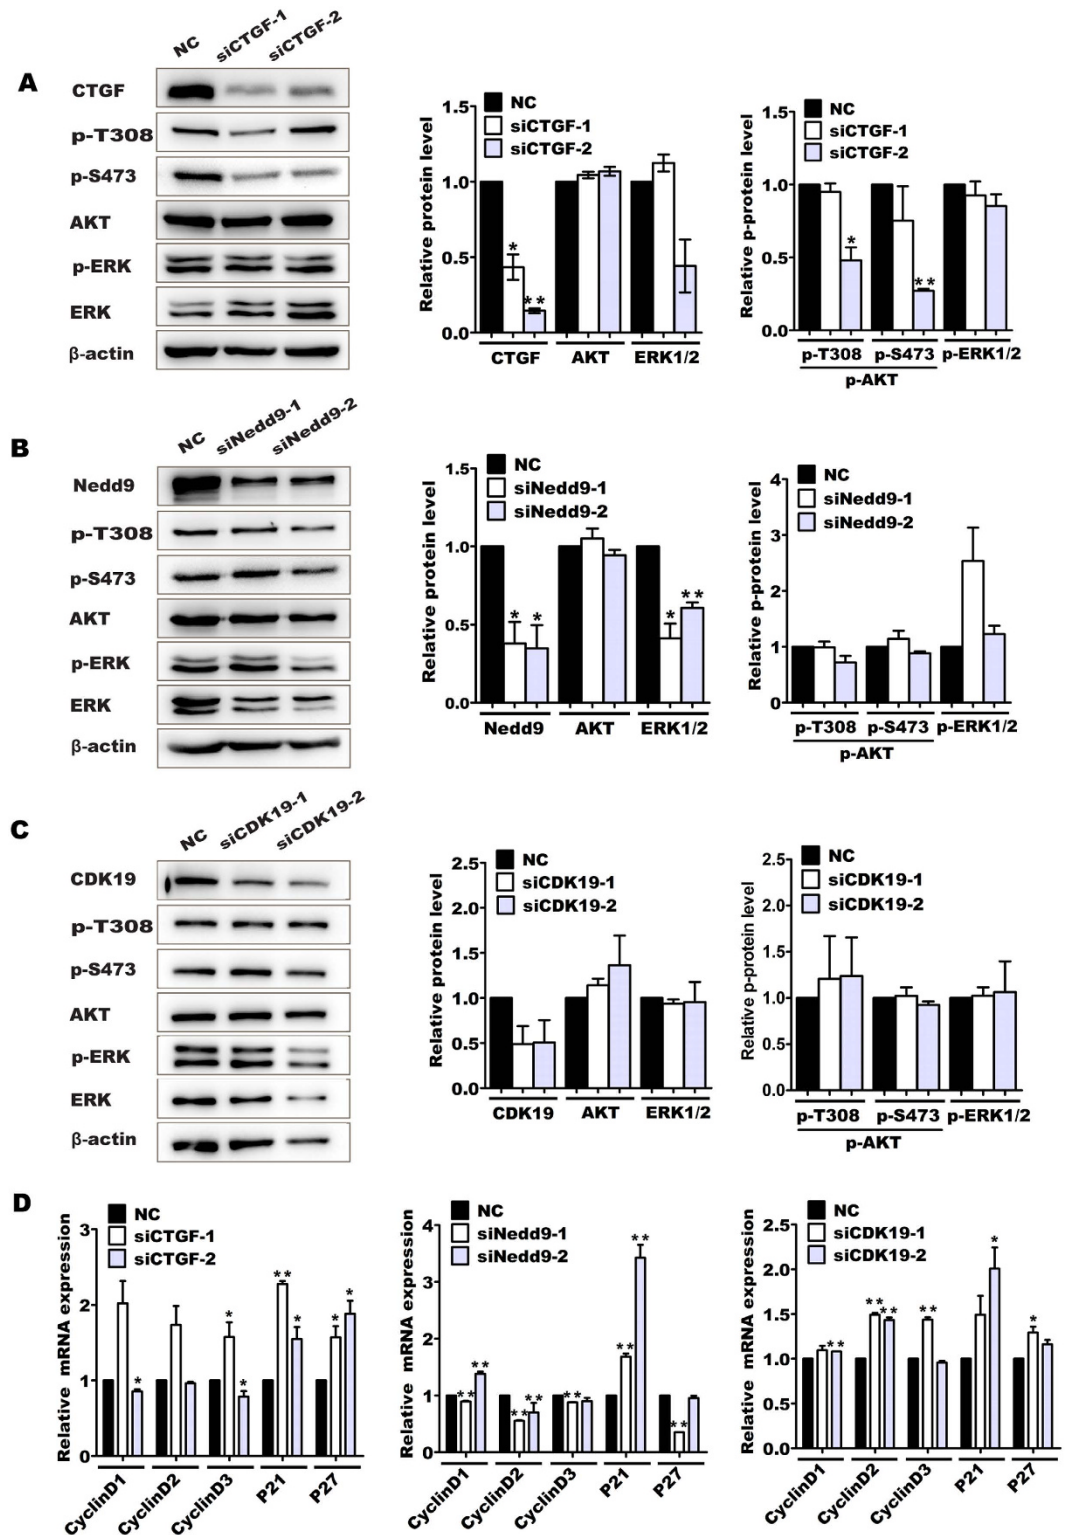 A
NC
siCTGF-1
siCTGF-2
CTGF
p-T308
p-S473
AKT
p-ERK
ERK
β-actin
Relative protein level
1.5
1.0
0.5
0.0
NC
siCTGF-1
siCTGF-2
*
**
CTGF AKT ERK1/2
Relative p-protein level
1.5
1.0
0.5
0.0
NC
siCTGF-1
siCTGF-2
*
**
p-T308 p-S473 p-ERK1/2
p-AKT
B
NC
siNedd9-1
siNedd9-2
Nedd9
p-T308
p-S473
AKT
p-ERK
ERK
β-actin
Relative protein level
1.5
1.0
0.5
0.0
NC
siNedd9-1
siNedd9-2
* * * **
Nedd9 AKT ERK1/2
Relative p-protein level
4
3
2
1
0
NC
siNedd9-1
siNedd9-2
p-T308 p-S473 p-ERK1/2
p-AKT
C
NC
siCDK19-1
siCDK19-2
CDK19
p-T308
p-S473
AKT
p-ERK
ERK
β-actin
Relative protein level
2.5
2.0
1.5
1.0
0.5
0.0
NC
siCDK19-1
siCDK19-2
CDK19 AKT ERK1/2
Relative p-protein level
2.5
2.0
1.5
1.0
0.5
0.0
NC
siCDK19-1
siCDK19-2
p-T308 p-S473 p-ERK1/2
p-AKT
D
Relative mRNA expression
3
2
1
0
NC
siCTGF-1
siCTGF-2
* * * ** * * *
CyclinD1 CyclinD2 CyclinD3 P21 P27
Relative mRNA expression
4
3
2
1
0
NC
siNedd9-1
siNedd9-2
** ** ** ** ** ** ** **
CyclinD1 CyclinD2 CyclinD3 P21 P27
Relative mRNA expression
2.5
2.0
1.5
1.0
0.5
0.0
NC
siCDK19-1
siCDK19-2
** ** ** ** * *
CyclinD1 CyclinD2 CyclinD3 P21 P27